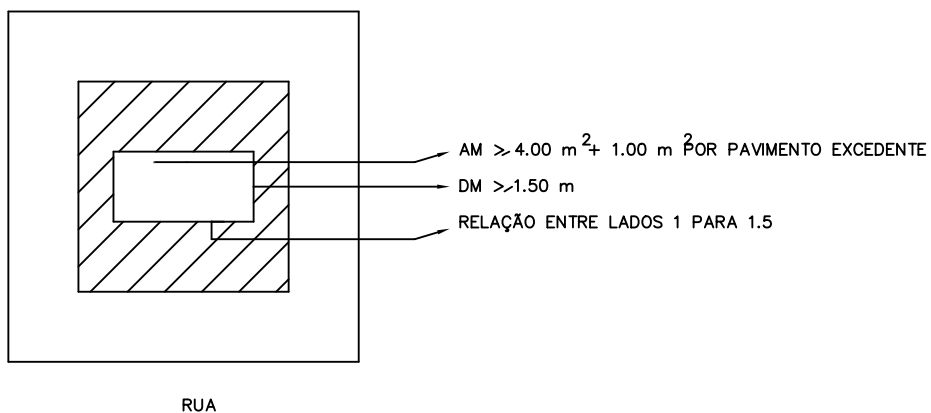 AM ⩾ 4.00 m² + 1.00 m² POR PAVIMENTO EXCEDENTE
DM ⩾ 1.50 m
RELAÇÃO ENTRE LADOS 1 PARA 1.5
RUA